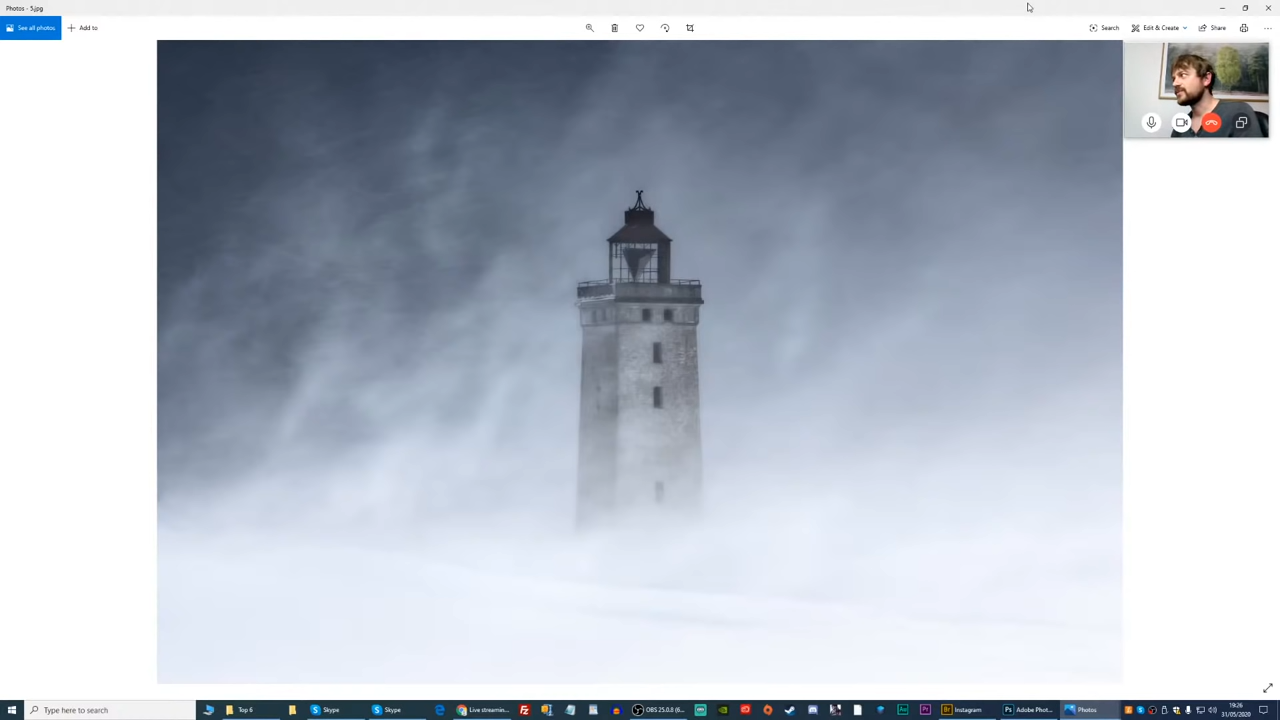 Photos - 5.jpg
See all photos
Add to
Search
Edit & Create
Share
Type here to search
Top 6
Skype
Skype
Live streamin...
OBS 25.0.8 (6...
Instagram
Adobe Phot...
Photos
19:26
31/05/2020